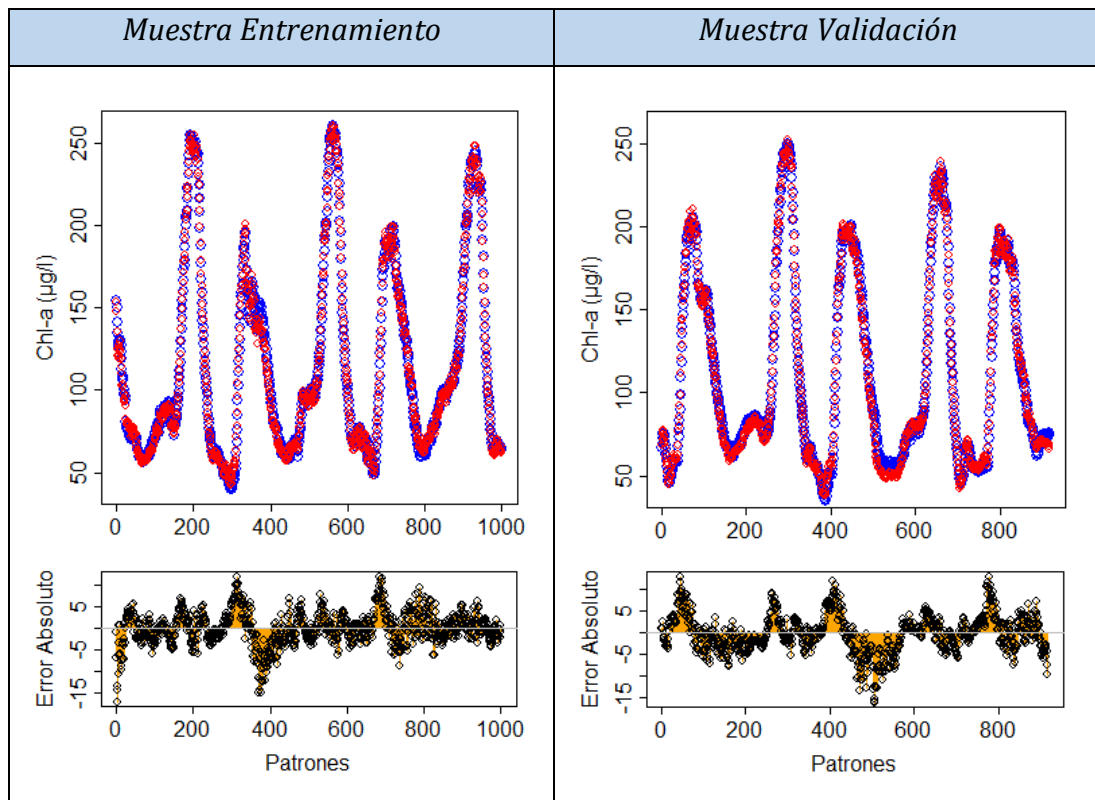 Muestra Entrenamiento
Muestra Validación
Chl-a (µg/l)
250
200
150
100
50
0 200 400 600 800 1000
Error Absoluto
5
-5
-15
0 200 400 600 800 1000
Patrones
Chl-a (µg/l)
250
200
150
100
50
0 200 400 600 800
Error Absoluto
5
-5
-15
0 200 400 600 800
Patrones